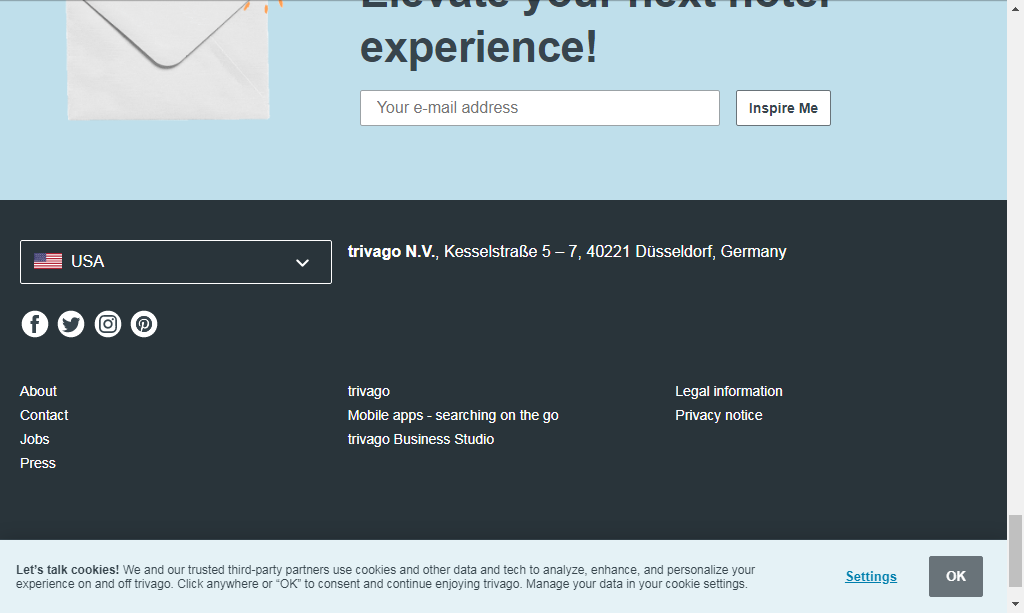 Elevate your next hotel
experience!
Your e-mail address
Inspire Me
USA
trivago N.V., Kesselstraße 5 – 7, 40221 Düsseldorf, Germany
About
Contact
Jobs
Press
trivago
Mobile apps - searching on the go
trivago Business Studio
Legal information
Privacy notice
Let's talk cookies! We and our trusted third-party partners use cookies and other data and tech to analyze, enhance, and personalize your
experience on and off trivago. Click anywhere or “OK” to consent and continue enjoying trivago. Manage your data in your cookie settings.
Settings
OK